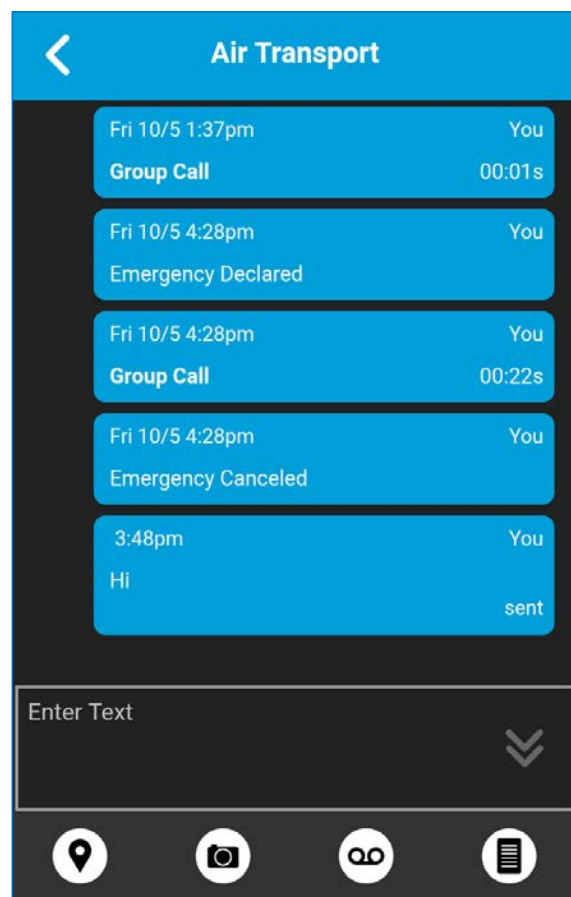 Air Transport
Fri 10/5 1:37pm You
Group Call 00:01s
Fri 10/5 4:28pm You
Emergency Declared
Fri 10/5 4:28pm You
Group Call 00:22s
Fri 10/5 4:28pm You
Emergency Canceled
3:48pm You
Hi
sent
Enter Text